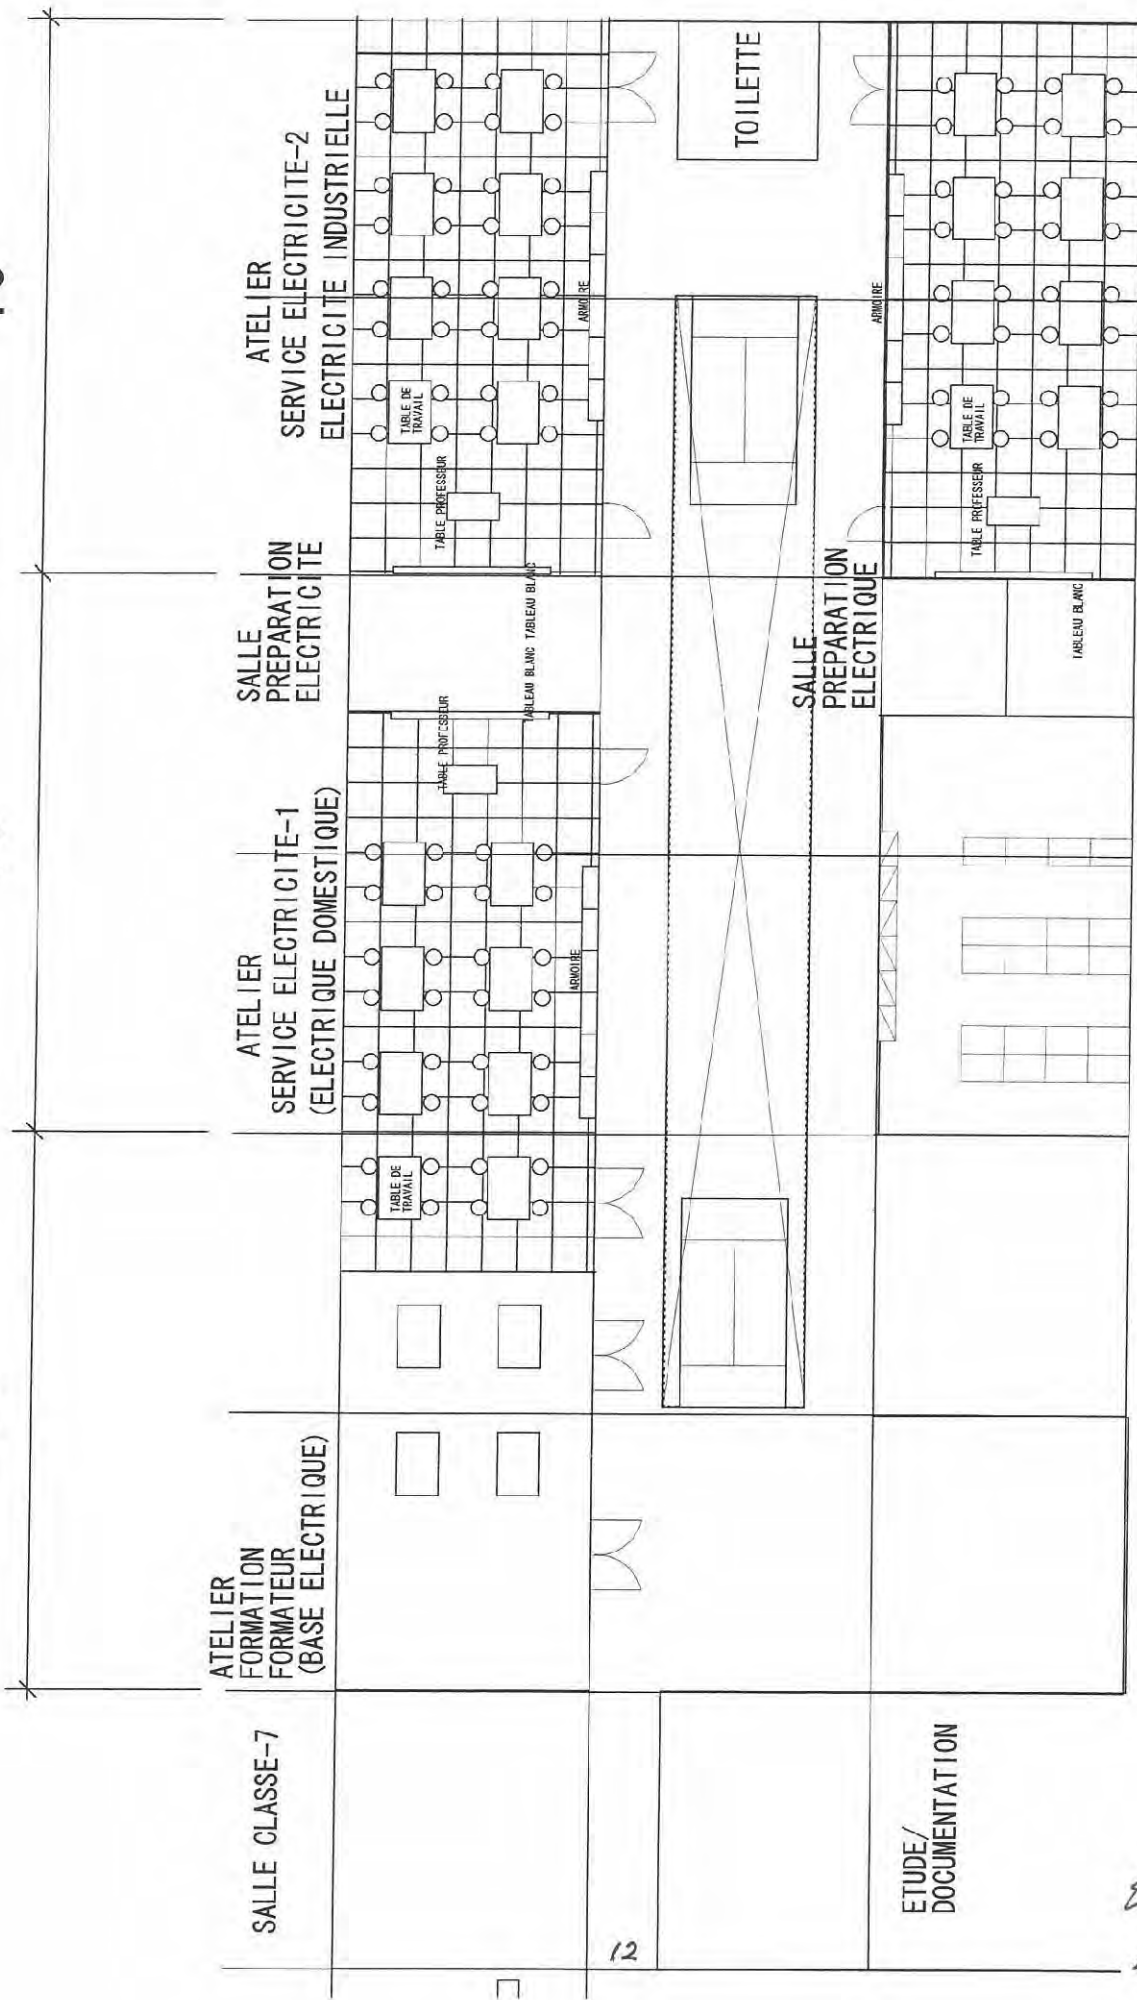 SALLE CLASSE-7
ATELIER
FORMATION
FORMATEUR
(BASE ELECTRIQUE)
ATELIER
SERVICE ELECTRICITE-1
(ELECTRIQUE DOMESTIQUE)
SALLE
PREPARATION
ELECTRICITE
ATELIER
SERVICE ELECTRICITE-2
ELECTRICITE INDUSTRIELLE
TABLE DE
TRAVAIL
TABLE PROFESSEUR
ARMOIRE
TABLEAU BLANC
TABLEAU BLANC
TABLE PROFESSEUR
TABLE DE
TRAVAIL
ARMOIRE
12
TOILETTE
ETUDE/
DOCUMENTATION
SALLE
PREPARATION
ELECTRIQUE
TABLEAU BLANC
ARMOIRE
TABLE PROFESSEUR
TABLE DE
TRAVAIL